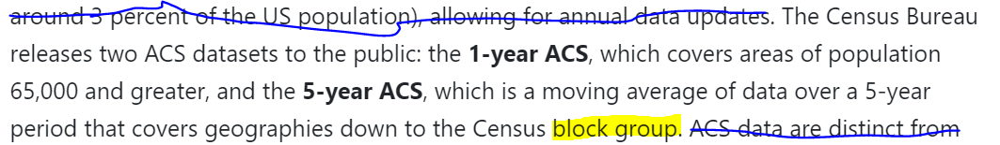 around 3 percent of the US population), allowing for annual data updates. The Census Bureau
releases two ACS datasets to the public: the 1-year ACS, which covers areas of population
65,000 and greater, and the 5-year ACS, which is a moving average of data over a 5-year
period that covers geographies down to the Census block group. ACS data are distinct from